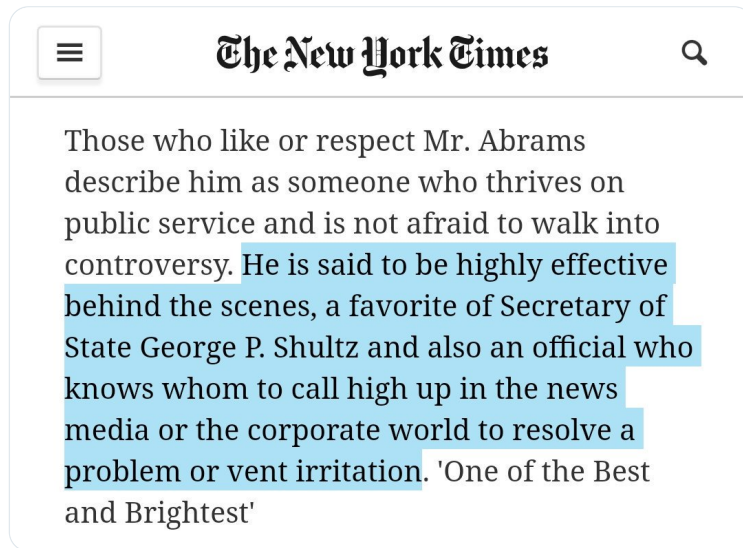 The New York Times
Those who like or respect Mr. Abrams
describe him as someone who thrives on
public service and is not afraid to walk into
controversy. He is said to be highly effective
behind the scenes, a favorite of Secretary of
State George P. Shultz and also an official who
knows whom to call high up in the news
media or the corporate world to resolve a
problem or vent irritation. 'One of the Best
and Brightest'